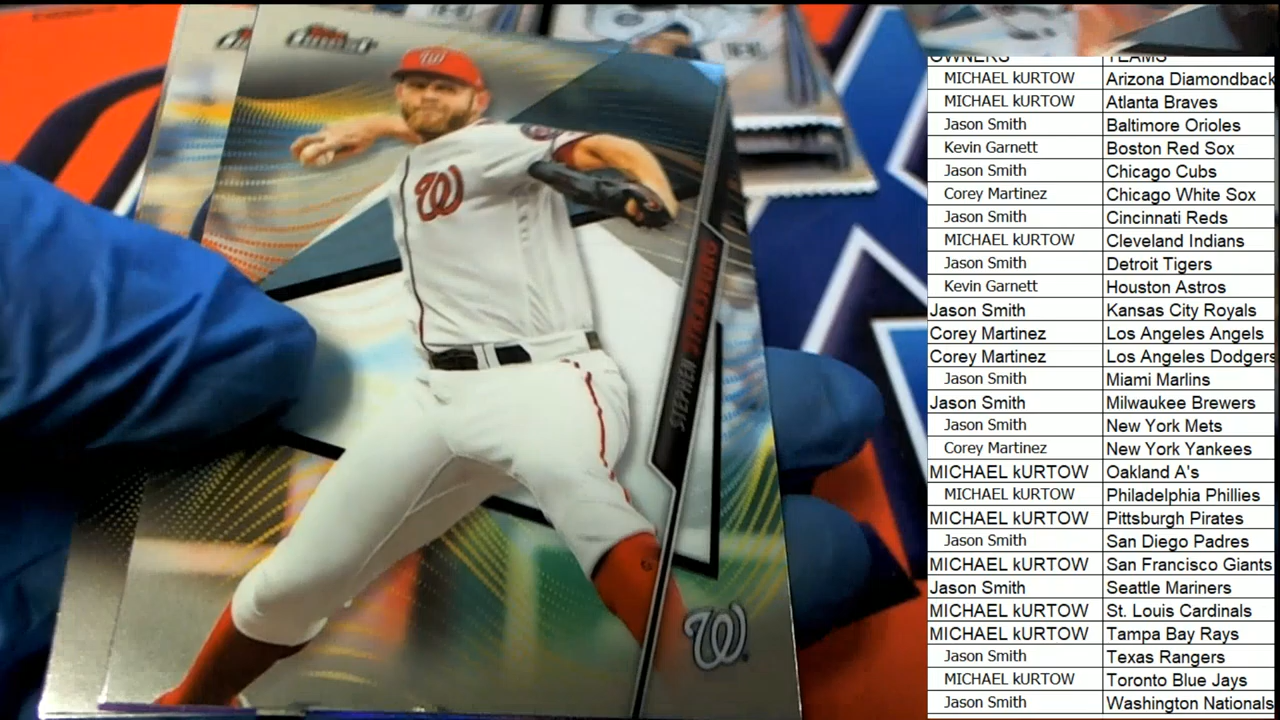 Finest
W
W
STEPHEN STRASBURG
W
OWNERS TEAMS
MICHAEL kURTOW Arizona Diamondback
MICHAEL kURTOW Atlanta Braves
Jason Smith Baltimore Orioles
Kevin Garnett Boston Red Sox
Jason Smith Chicago Cubs
Corey Martinez Chicago White Sox
Jason Smith Cincinnati Reds
MICHAEL kURTOW Cleveland Indians
Jason Smith Detroit Tigers
Kevin Garnett Houston Astros
Jason Smith Kansas City Royals
Corey Martinez Los Angeles Angels
Corey Martinez Los Angeles Dodgers
Jason Smith Miami Marlins
Jason Smith Milwaukee Brewers
Jason Smith New York Mets
Corey Martinez New York Yankees
MICHAEL kURTOW Oakland A's
MICHAEL kURTOW Philadelphia Phillies
MICHAEL kURTOW Pittsburgh Pirates
Jason Smith San Diego Padres
MICHAEL kURTOW San Francisco Giants
Jason Smith Seattle Mariners
MICHAEL kURTOW St. Louis Cardinals
MICHAEL kURTOW Tampa Bay Rays
Jason Smith Texas Rangers
MICHAEL kURTOW Toronto Blue Jays
Jason Smith Washington Nationals